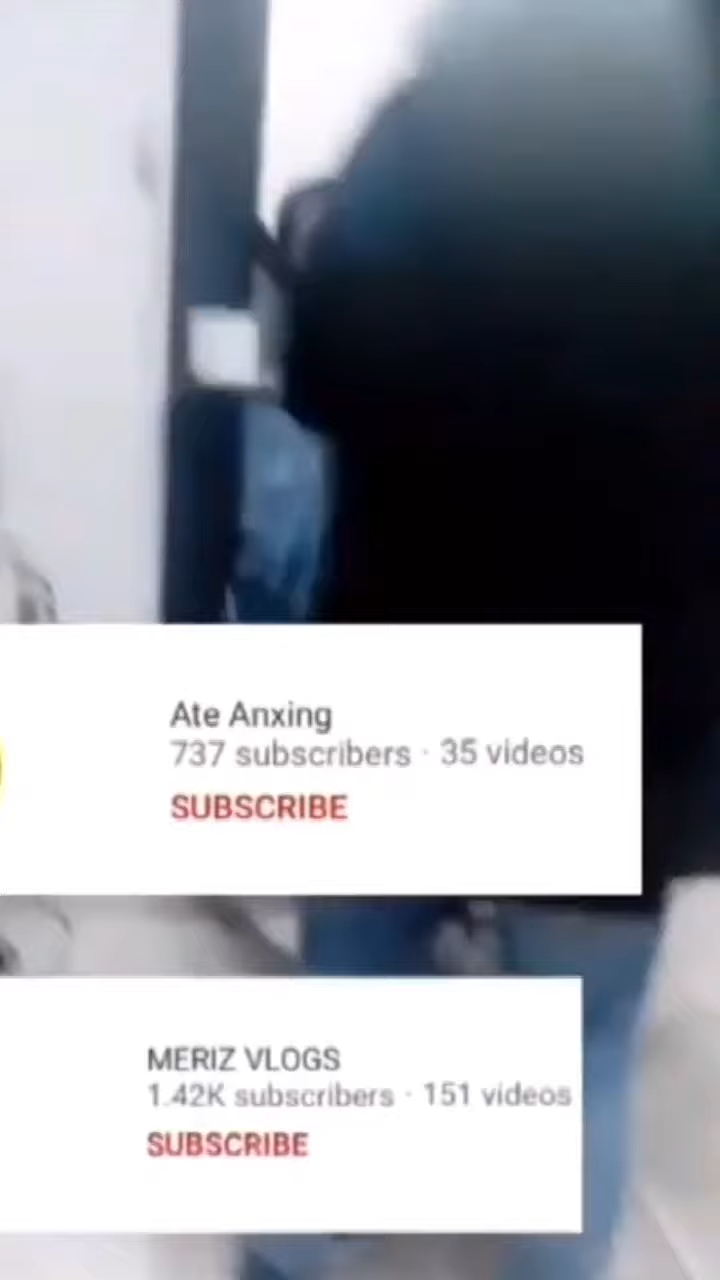 Ate Anxing
737 subscribers · 35 videos
SUBSCRIBE
MERIZ VLOGS
1.42K subscribers · 151 videos
SUBSCRIBE